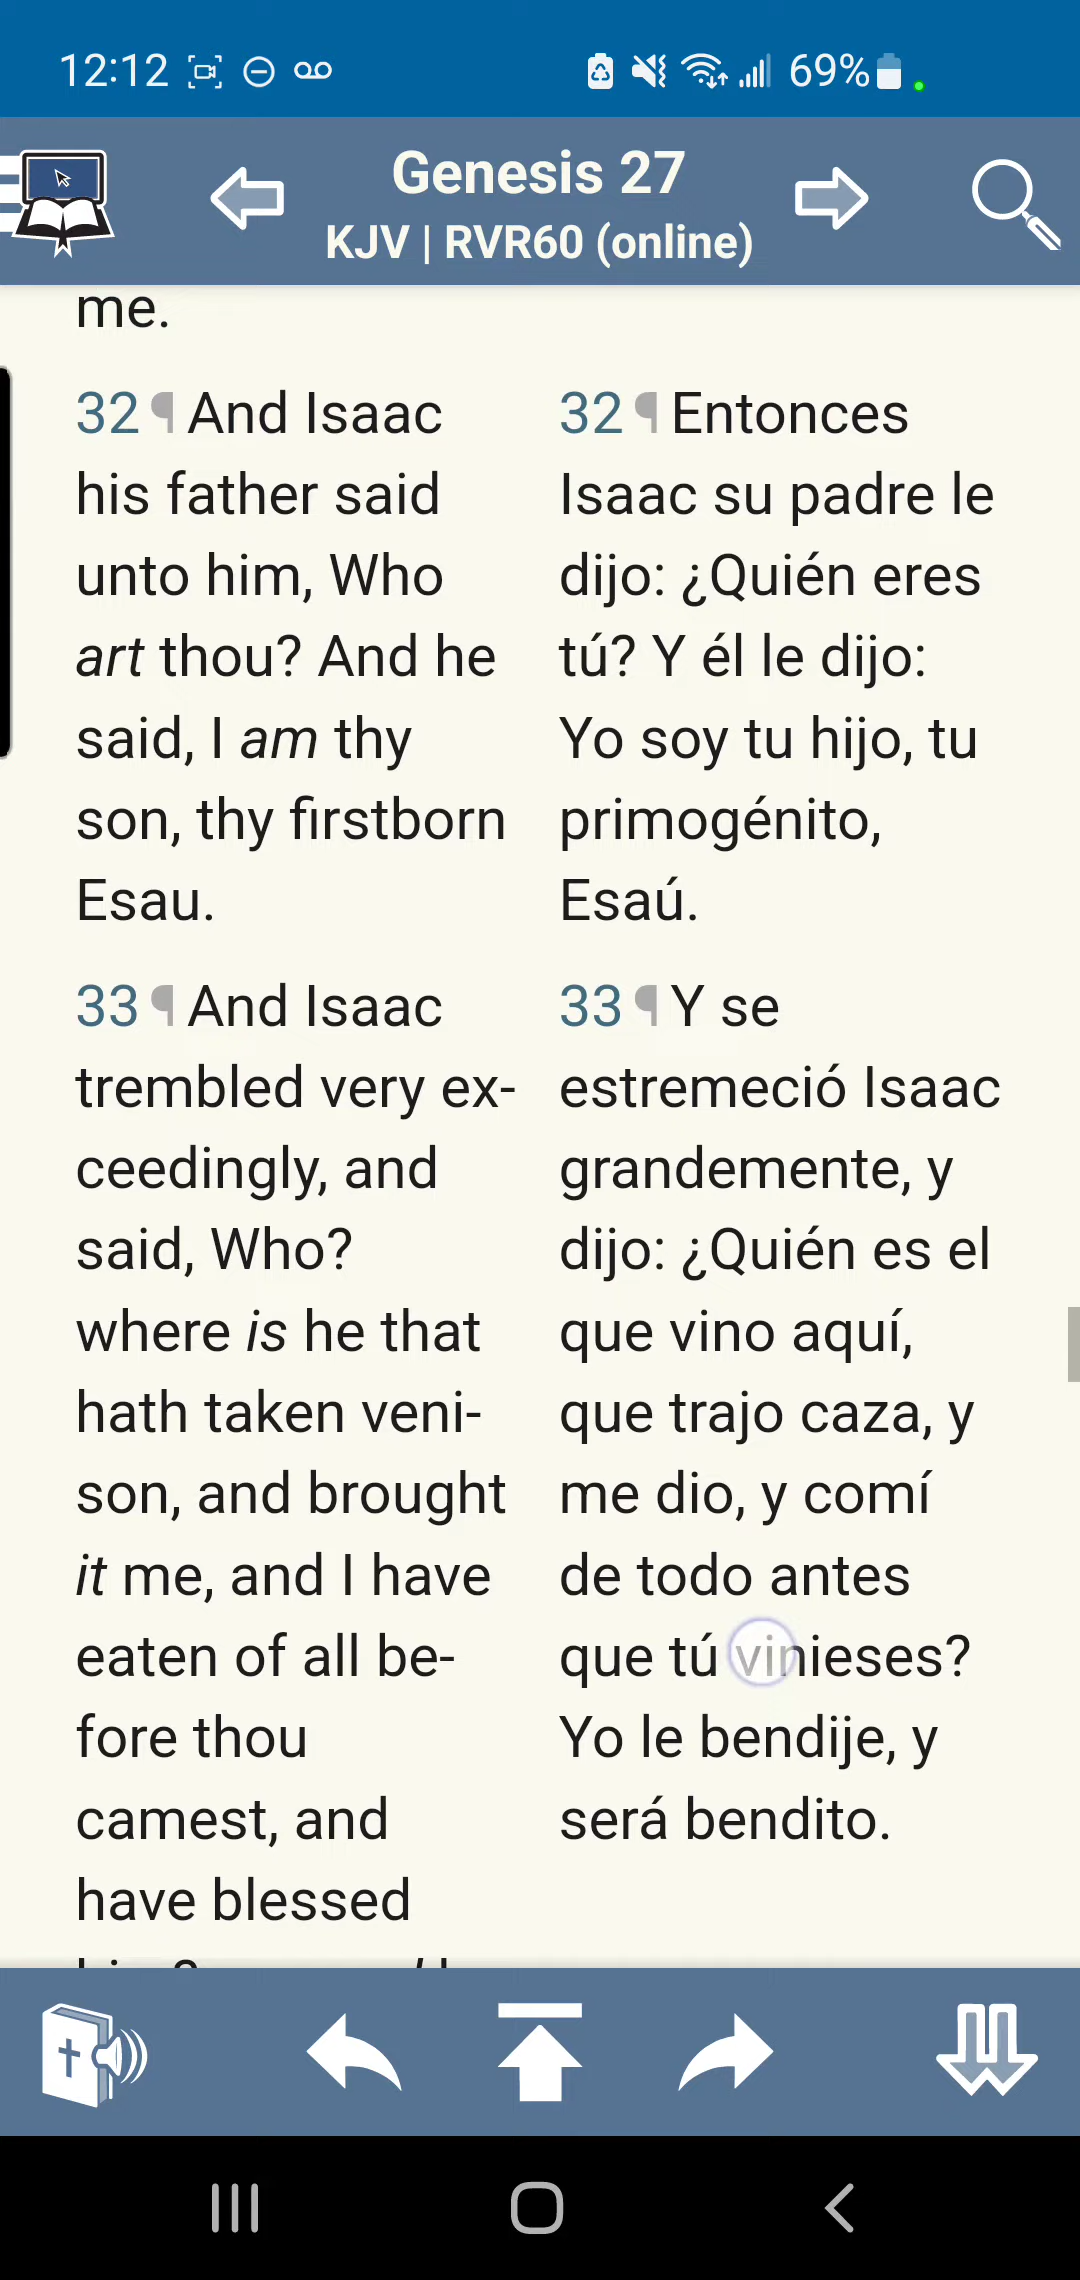 12:12
69%
Genesis 27
KJV | RVR60 (online)
me.
32 ¶ And Isaac
his father said
unto him, Who
art thou? And he
said, I am thy
son, thy firstborn
Esau.
33 ¶ And Isaac
trembled very ex-
ceedingly, and
said, Who?
where is he that
hath taken veni-
son, and brought
it me, and I have
eaten of all be-
fore thou
camest, and
have blessed
32 ¶ Entonces
Isaac su padre le
dijo: ¿Quién eres
tú? Y él le dijo:
Yo soy tu hijo, tu
primogénito,
Esaú.
33 ¶ Y se
estremeció Isaac
grandemente, y
dijo: ¿Quién es el
que vino aquí,
que trajo caza, y
me dio, y comí
de todo antes
que tú vinieses?
Yo le bendije, y
será bendito.